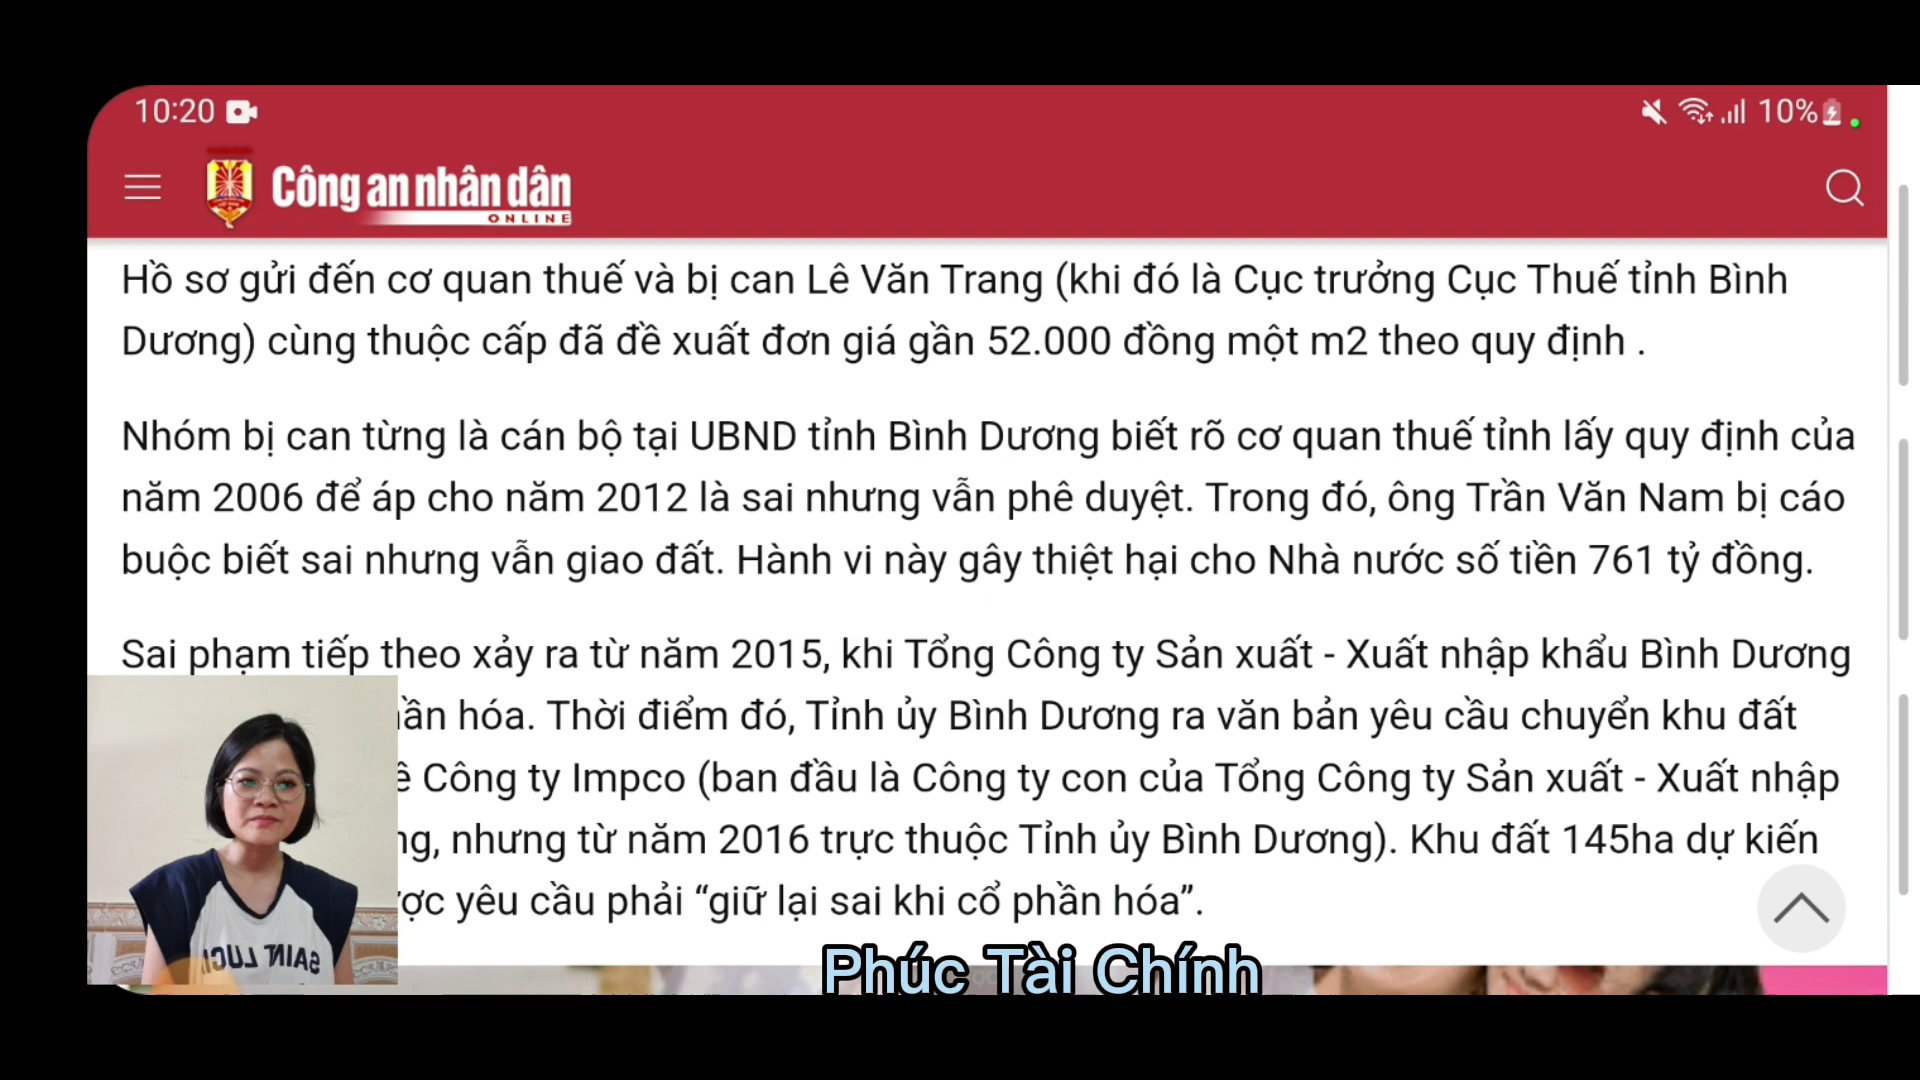 10:20
10%
Công an nhân dân
ONLINE
Hồ sơ gửi đến cơ quan thuế và bị can Lê Văn Trang (khi đó là Cục trưởng Cục Thuế tỉnh Bình
Dương) cùng thuộc cấp đã đề xuất đơn giá gần 52.000 đồng một m2 theo quy định .
Nhóm bị can từng là cán bộ tại UBND tỉnh Bình Dương biết rõ cơ quan thuế tỉnh lấy quy định của
năm 2006 để áp cho năm 2012 là sai nhưng vẫn phê duyệt. Trong đó, ông Trần Văn Nam bị cáo
buộc biết sai nhưng vẫn giao đất. Hành vi này gây thiệt hại cho Nhà nước số tiền 761 tỷ đồng.
Sai phạm tiếp theo xảy ra từ năm 2015, khi Tổng Công ty Sản xuất - Xuất nhập khẩu Bình Dương
hóa. Thời điểm đó, Tỉnh ủy Bình Dương ra văn bản yêu cầu chuyển khu đất
Công ty Impco (ban đầu là Công ty con của Tổng Công ty Sản xuất - Xuất nhập
nhưng từ năm 2016 trực thuộc Tỉnh ủy Bình Dương). Khu đất 145ha dự kiến
yêu cầu phải “giữ lại sai khi cổ phần hóa”.
SAINT LUCI
Phúc Tài Chính